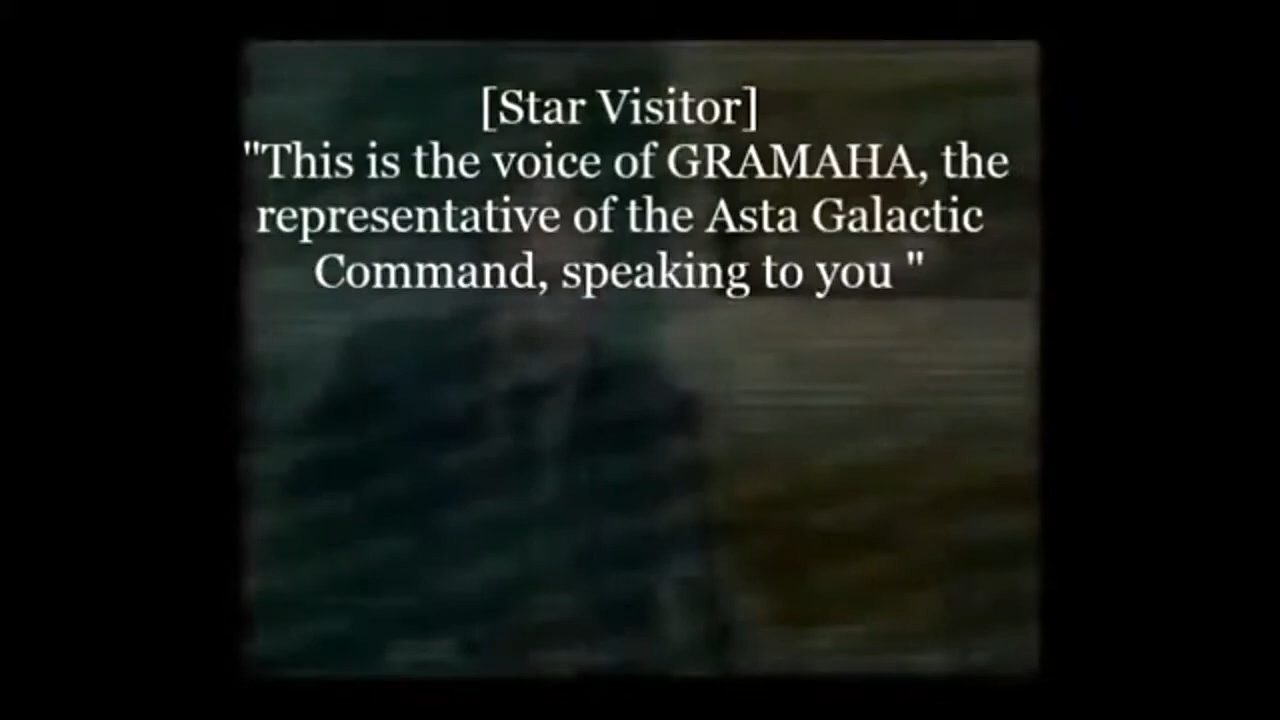 [Star Visitor]
"This is the voice of GRAMAHA, the
representative of the Asta Galactic
Command, speaking to you "